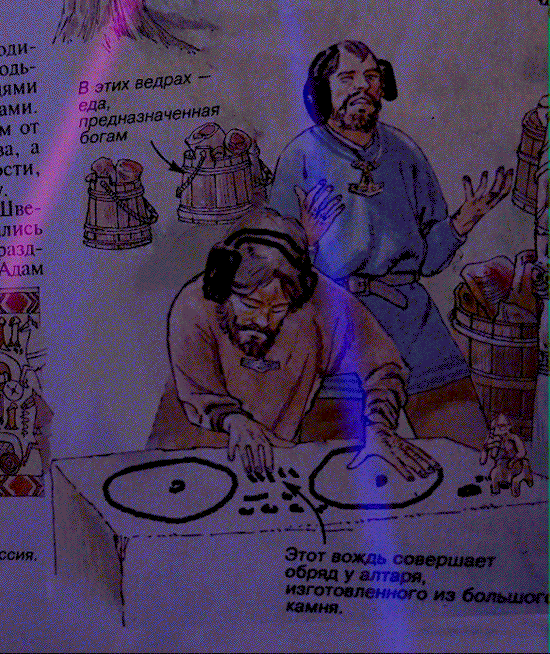 оди-
одь-
цями
ами.
м от
ва, а
ости,
у.
Шве-
лись
разд-
Адам
В этих ведрах —
еда,
предназначенная
богам
ссия.
Этот вождь совершает
обряд у алтаря,
изготовленного из большого
камня.